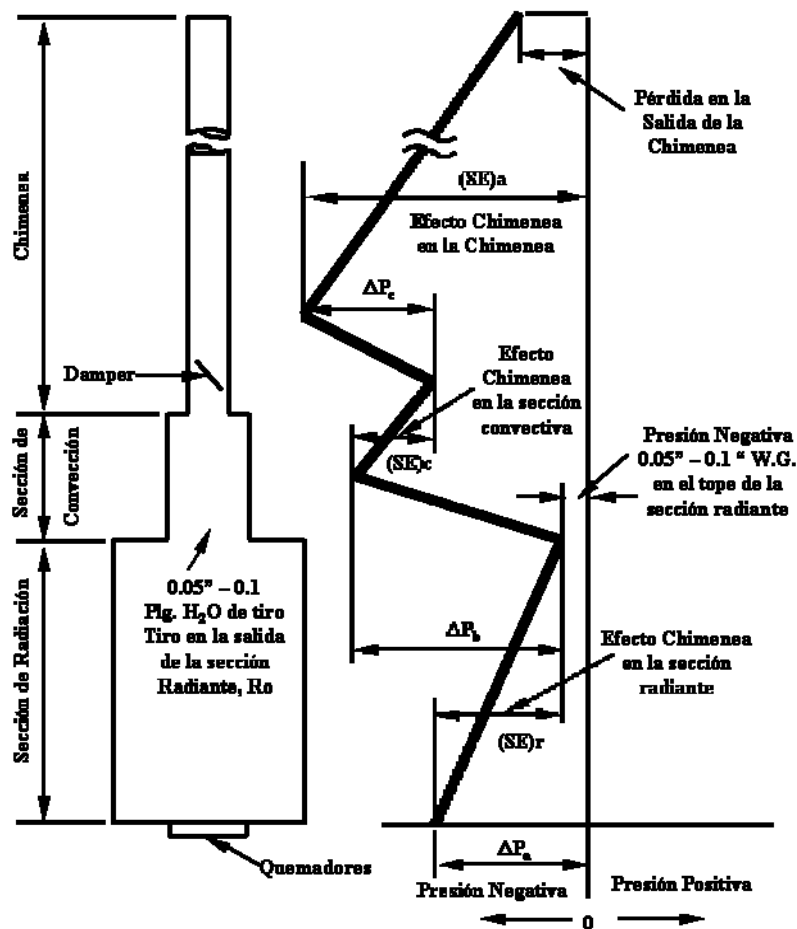 Chimenea
Sección de
Convección
Sección de Radiación
Damper
0.05” – 0.1
Plg. H₂O de tiro
Tiro en la salida
de la sección
Radiante, Ro
Quemadores
Pérdida en la
Salida de la
Chimenea
(SE)a
Efecto Chimenea
en la Chimenea
ΔPc
Efecto
Chimenea
en la sección
convectiva
(SE)c
Presión Negativa
0.05” – 0.1 “ W.G.
en el tope de la
sección radiante
ΔPb
Efecto Chimenea
en la sección
radiante
(SE)r
ΔPa
Presión Negativa
Presión Positiva
0